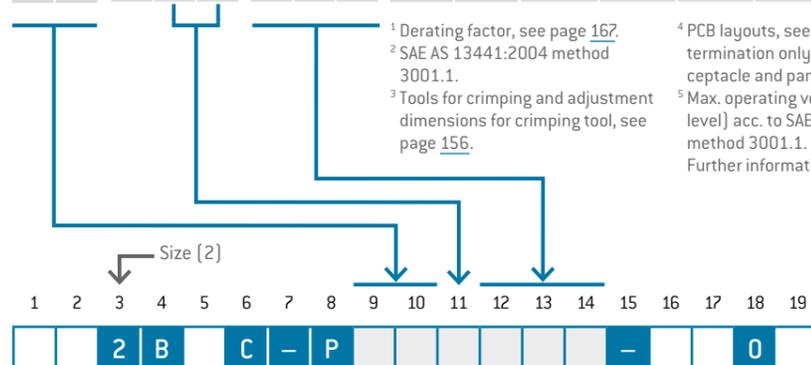 ¹ Derating factor, see page 167.
² SAE AS 13441:2004 method
3001.1.
³ Tools for crimping and adjustment
dimensions for crimping tool, see
page 156.
⁴ PCB layouts, see
termination only
ceptacle and
⁵ Max. operating
level) acc. to SAE
method 3001.1.
Further
Size (2)
1 2 3 4 5 6 7 8 9 10 11 12 13 14 15 16 17 18 19
2 B C – P – 0